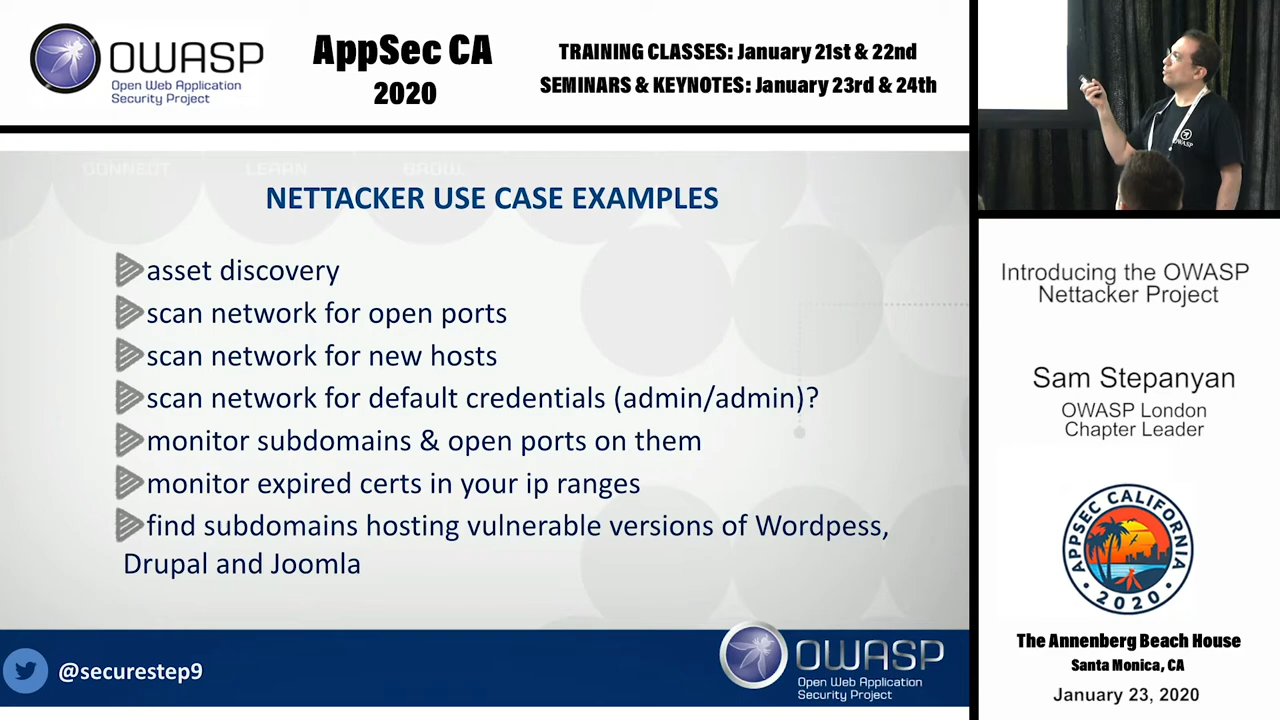 OWASP
Open Web Application
Security Project
AppSec CA
2020
TRAINING CLASSES: January 21st & 22nd
SEMINARS & KEYNOTES: January 23rd & 24th
CONNECT LEARN GROW
NETTACKER USE CASE EXAMPLES
asset discovery
scan network for open ports
scan network for new hosts
scan network for default credentials (admin/admin)?
monitor subdomains & open ports on them
monitor expired certs in your ip ranges
find subdomains hosting vulnerable versions of Wordpess,
Drupal and Joomla
@securestep9
OWASP
Open Web Application
Security Project
OWASP
Introducing the OWASP
Nettacker Project
Sam Stepanyan
OWASP London
Chapter Leader
APPSEC CALIFORNIA
2020
The Annenberg Beach House
Santa Monica, CA
January 23, 2020